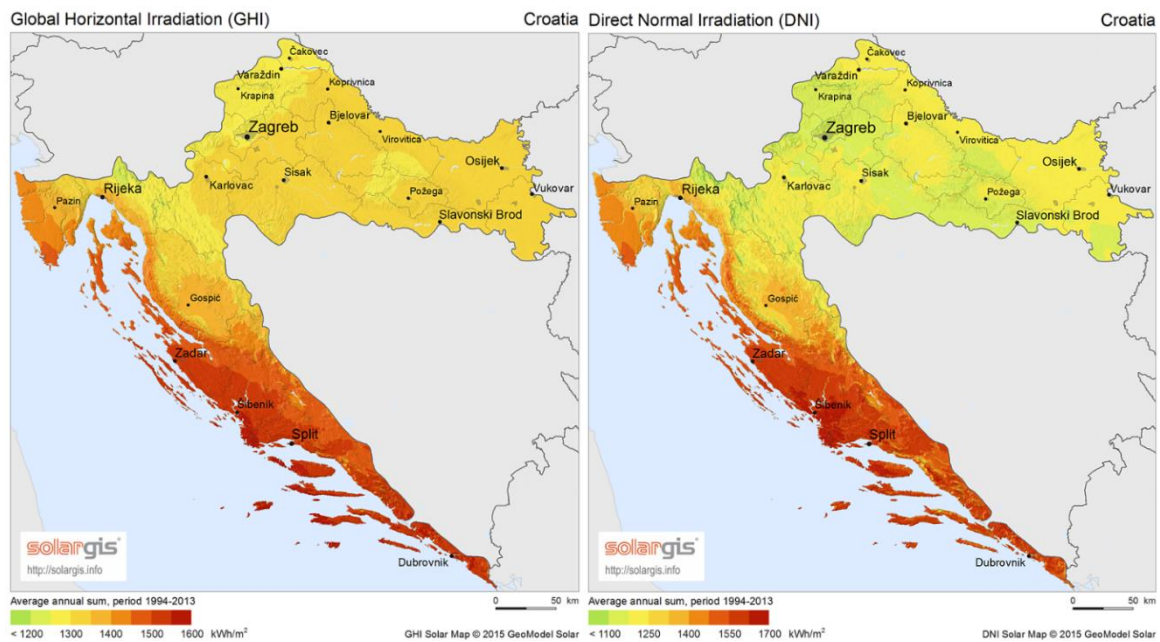 Global Horizontal Irradiation (GHI) Croatia
Čakovec
Varaždin
Krapina
Koprivnica
Zagreb
Bjelovar
Virovitica
Osijek
Rijeka
Karlovac
Sisak
Požega
Vukovar
Pazin
Slavonski Brod
Gospić
Zadar
Šibenik
Split
Dubrovnik
solargis®
http://solargis.info
Average annual sum, period 1994-2013
0 50 km
< 1200 1300 1400 1500 1600 kWh/m²
GHI Solar Map © 2015 GeoModel Solar
Direct Normal Irradiation (DNI) Croatia
Čakovec
Varaždin
Krapina
Koprivnica
Zagreb
Bjelovar
Virovitica
Osijek
Rijeka
Karlovac
Sisak
Požega
Vukovar
Pazin
Slavonski Brod
Gospić
Zadar
Šibenik
Split
Dubrovnik
solargis®
http://solargis.info
Average annual sum, period 1994-2013
0 50 km
< 1100 1250 1400 1550 1700 kWh/m²
DNI Solar Map © 2015 GeoModel Solar